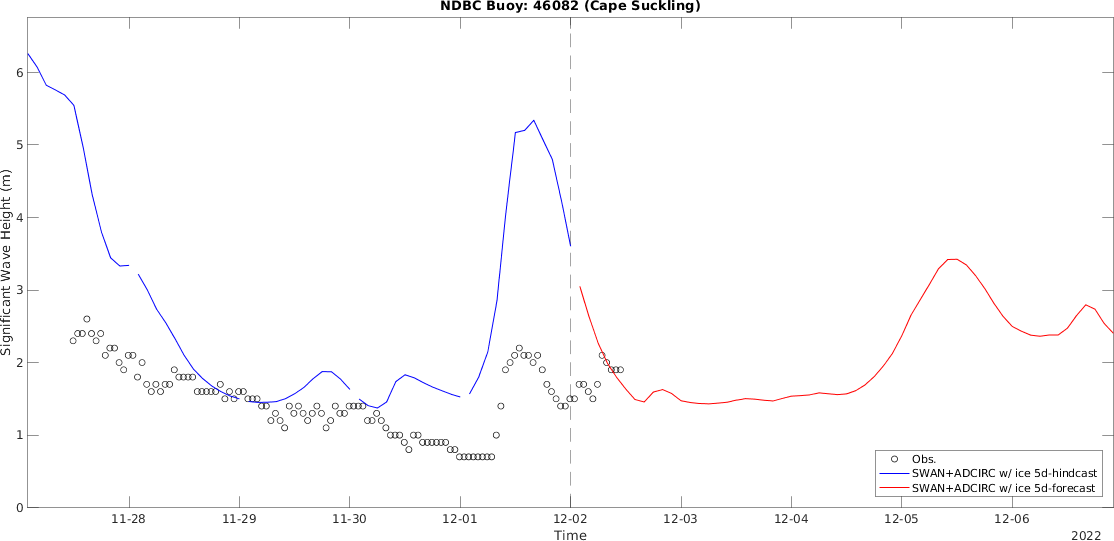 NDBC Buoy: 46082 (Cape Suckling)
Significant Wave Height (m)
6
5
4
3
2
1
0
Obs.
SWAN+ADCIRC w/ ice 5d-hindcast
SWAN+ADCIRC w/ ice 5d-forecast
11-28 11-29 11-30 12-01 12-02 12-03 12-04 12-05 12-06
Time
2022